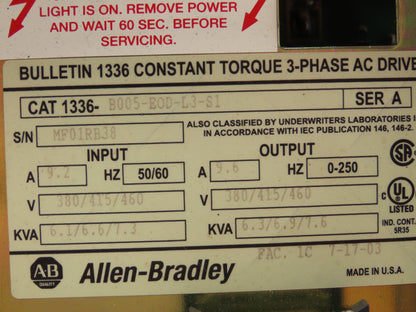 LIGHT IS ON. REMOVE POWER
AND WAIT 60 SEC. BEFORE
SERVICING.
BULLETIN 1336 CONSTANT TORQUE 3-PHASE AC DRIVE
CAT 1336- B005-EOD-L3-S1 SER A
S/N MF01RB38 ALSO CLASSIFIED BY UNDERWRITERS LABORATORIES I
IN ACCORDANCE WITH IEC PUBLICATION 146, 146-2.
INPUT OUTPUT
A 9.2 HZ 50/60 A 9.6 HZ 0-250
V 380/415/460 V 380/415/460
KVA 6.1/6.6/7.3 KVA 6.3/6.9/7.6
SA
C UL
LISTED
IND. CONT.
5R35
FAC. 1C 7-17-03
AB
QUALITY
Allen-Bradley
MADE IN U.S.A.